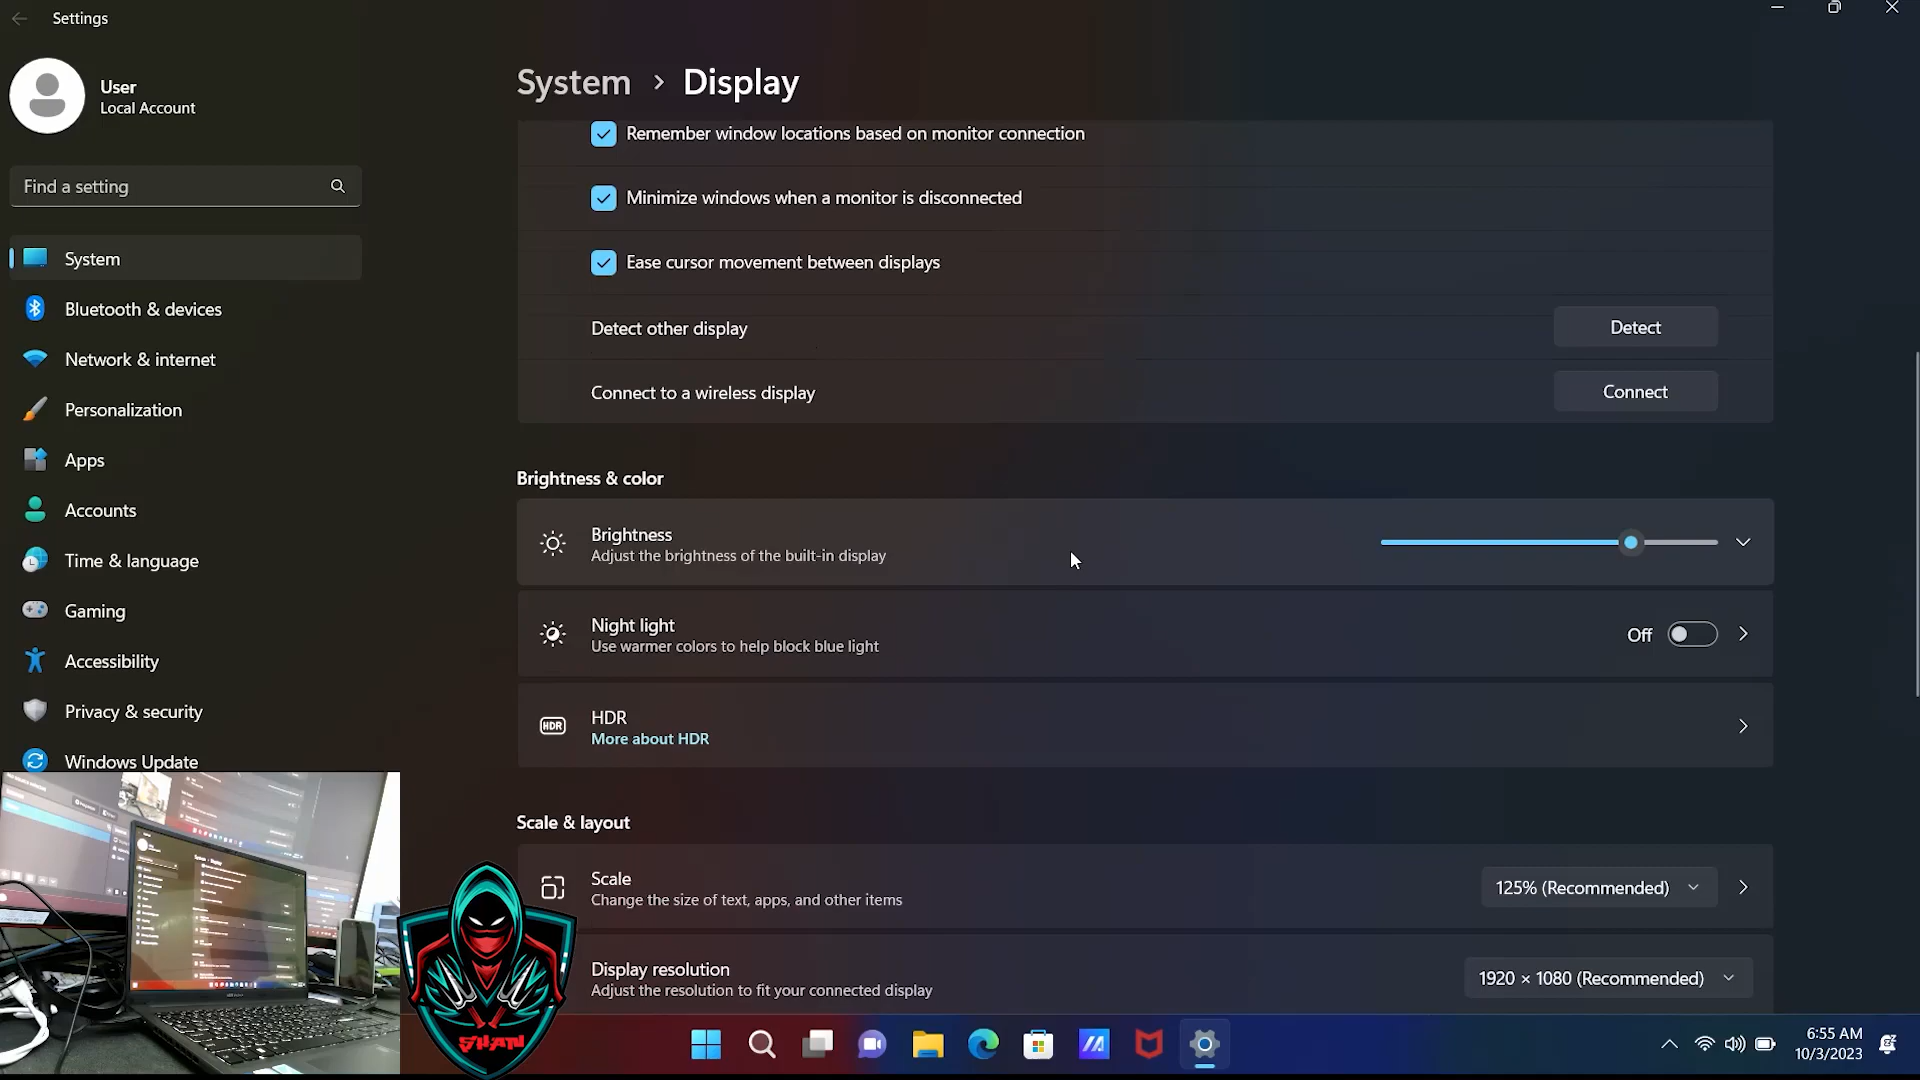 Settings
User
Local Account
Find a setting
System
Bluetooth & devices
Network & internet
Personalization
Apps
Accounts
Time & language
Gaming
Accessibility
Privacy & security
Windows Update
System > Display
Remember window locations based on monitor connection
Minimize windows when a monitor is disconnected
Ease cursor movement between displays
Detect other display
Detect
Connect to a wireless display
Connect
Brightness & color
Brightness
Adjust the brightness of the built-in display
Night light
Use warmer colors to help block blue light
Off
HDR
HDR
More about HDR
Scale & layout
Scale
Change the size of text, apps, and other items
125% (Recommended)
Display resolution
Adjust the resolution to fit your connected display
1920 × 1080 (Recommended)
SHAN
6:55 AM
10/3/2023